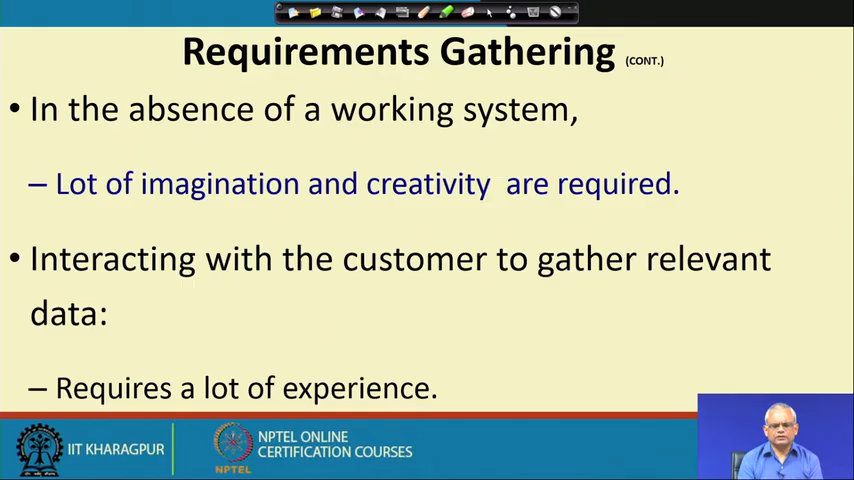 Requirements Gathering (CONT.)
• In the absence of a working system,
– Lot of imagination and creativity are required.
• Interacting with the customer to gather relevant
data:
– Requires a lot of experience.
IIT KHARAGPUR
NPTEL
NPTEL ONLINE
CERTIFICATION COURSES